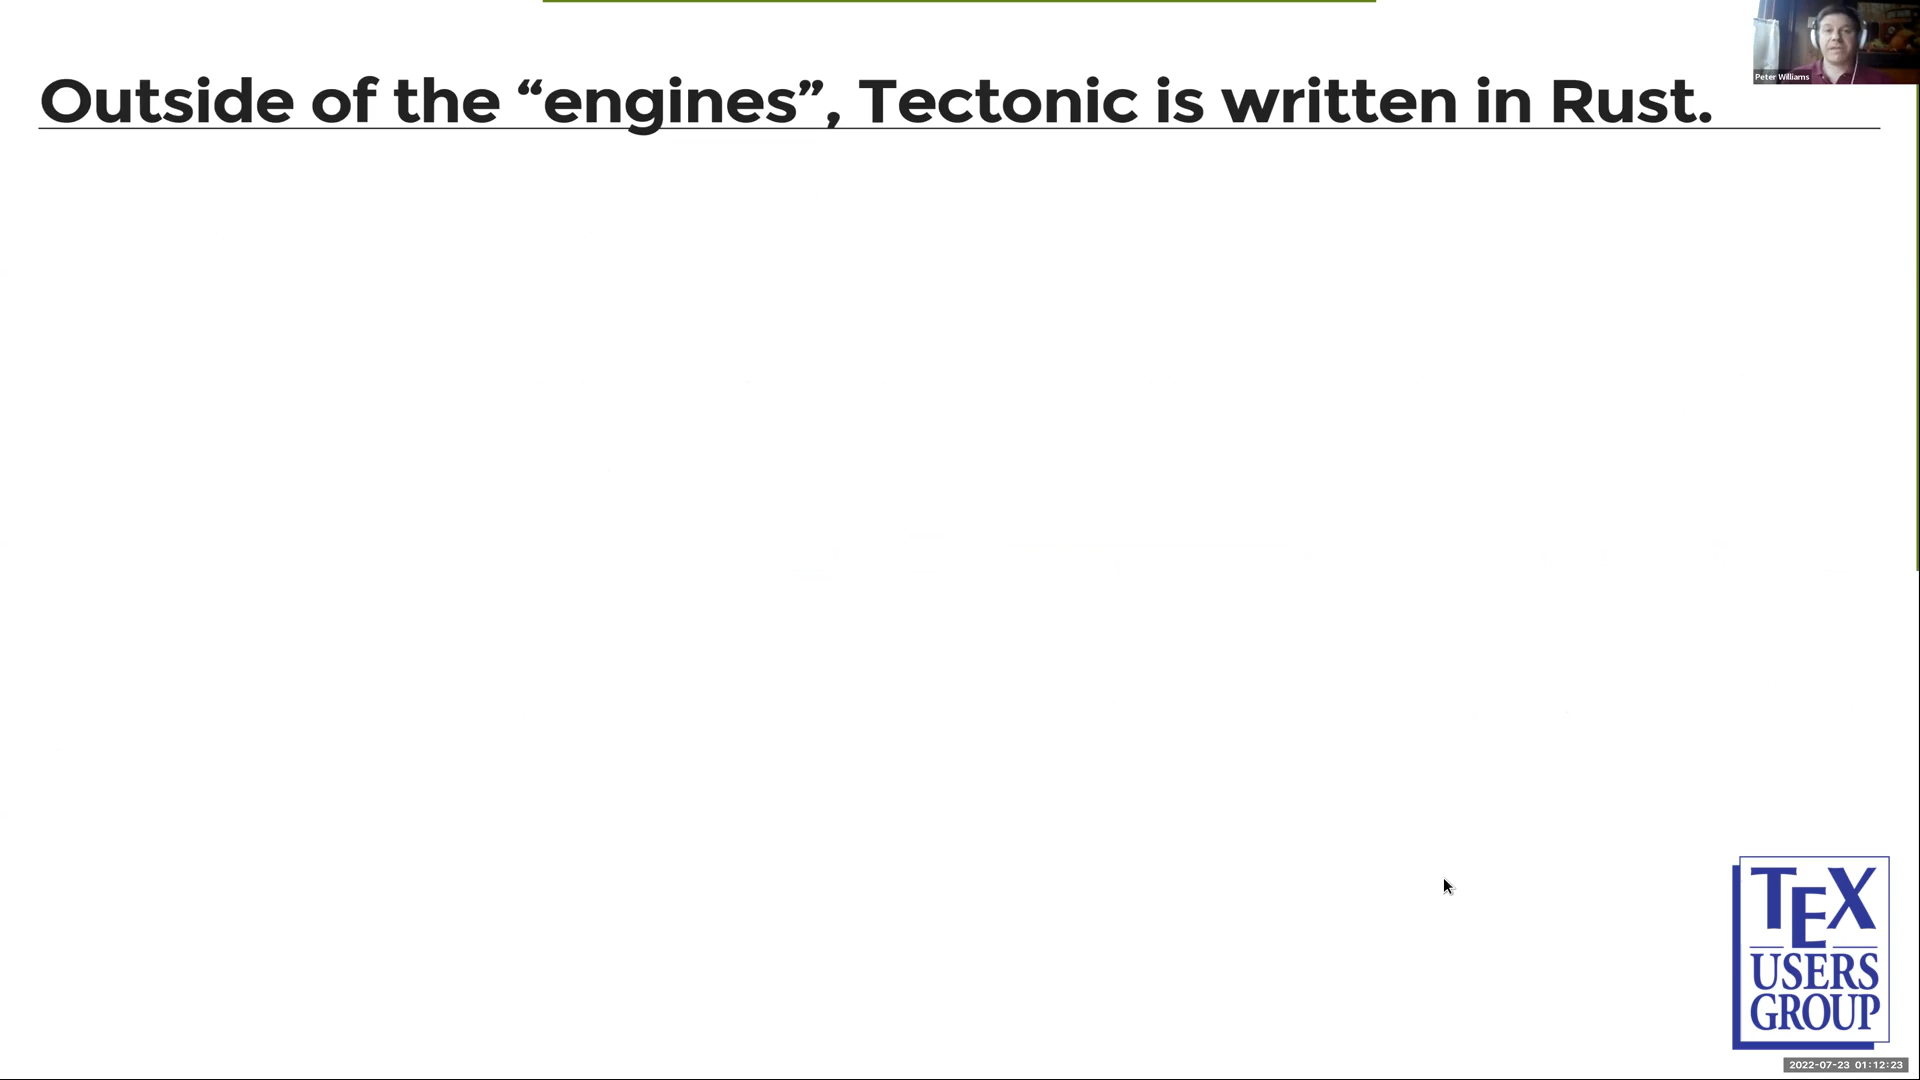 Peter Williams
Outside of the “engines”, Tectonic is written in Rust.
TEX
USERS
GROUP
2022-07-23 01:12:23